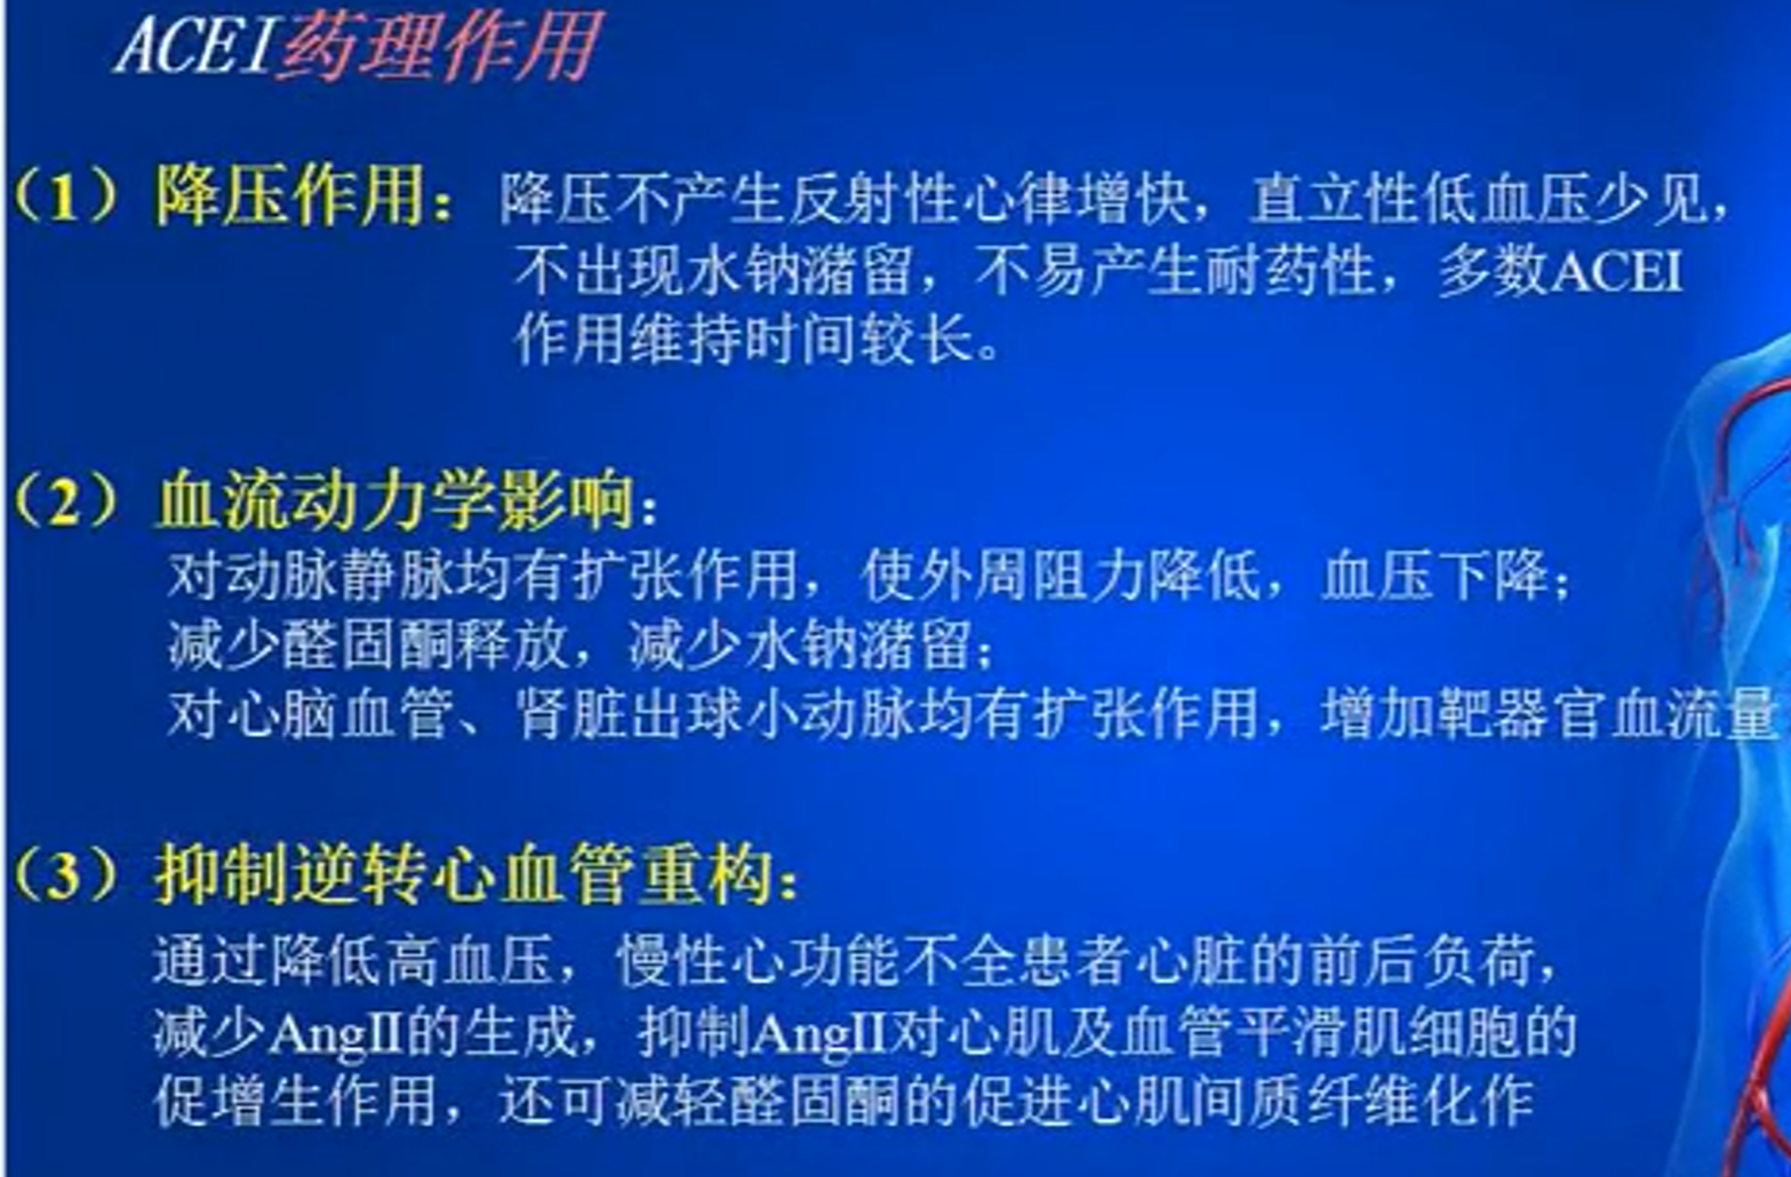 ACEI药理作用
（1）降压作用：降压不产生反射性心律增快，直立性低血压少见，
不出现水钠潴留，不易产生耐药性，多数ACEI
作用维持时间较长。
（2）血流动力学影响：
对动脉静脉均有扩张作用，使外周阻力降低，血压下降；
减少醛固酮释放，减少水钠潴留；
对心脑血管、肾脏出球小动脉均有扩张作用，增加靶器官血流量
（3）抑制逆转心血管重构：
通过降低高血压，慢性心功能不全患者心脏的前后负荷，
减少AngII的生成，抑制AngII对心肌及血管平滑肌细胞的
促增生作用，还可减轻醛固酮的促进心肌间质纤维化作